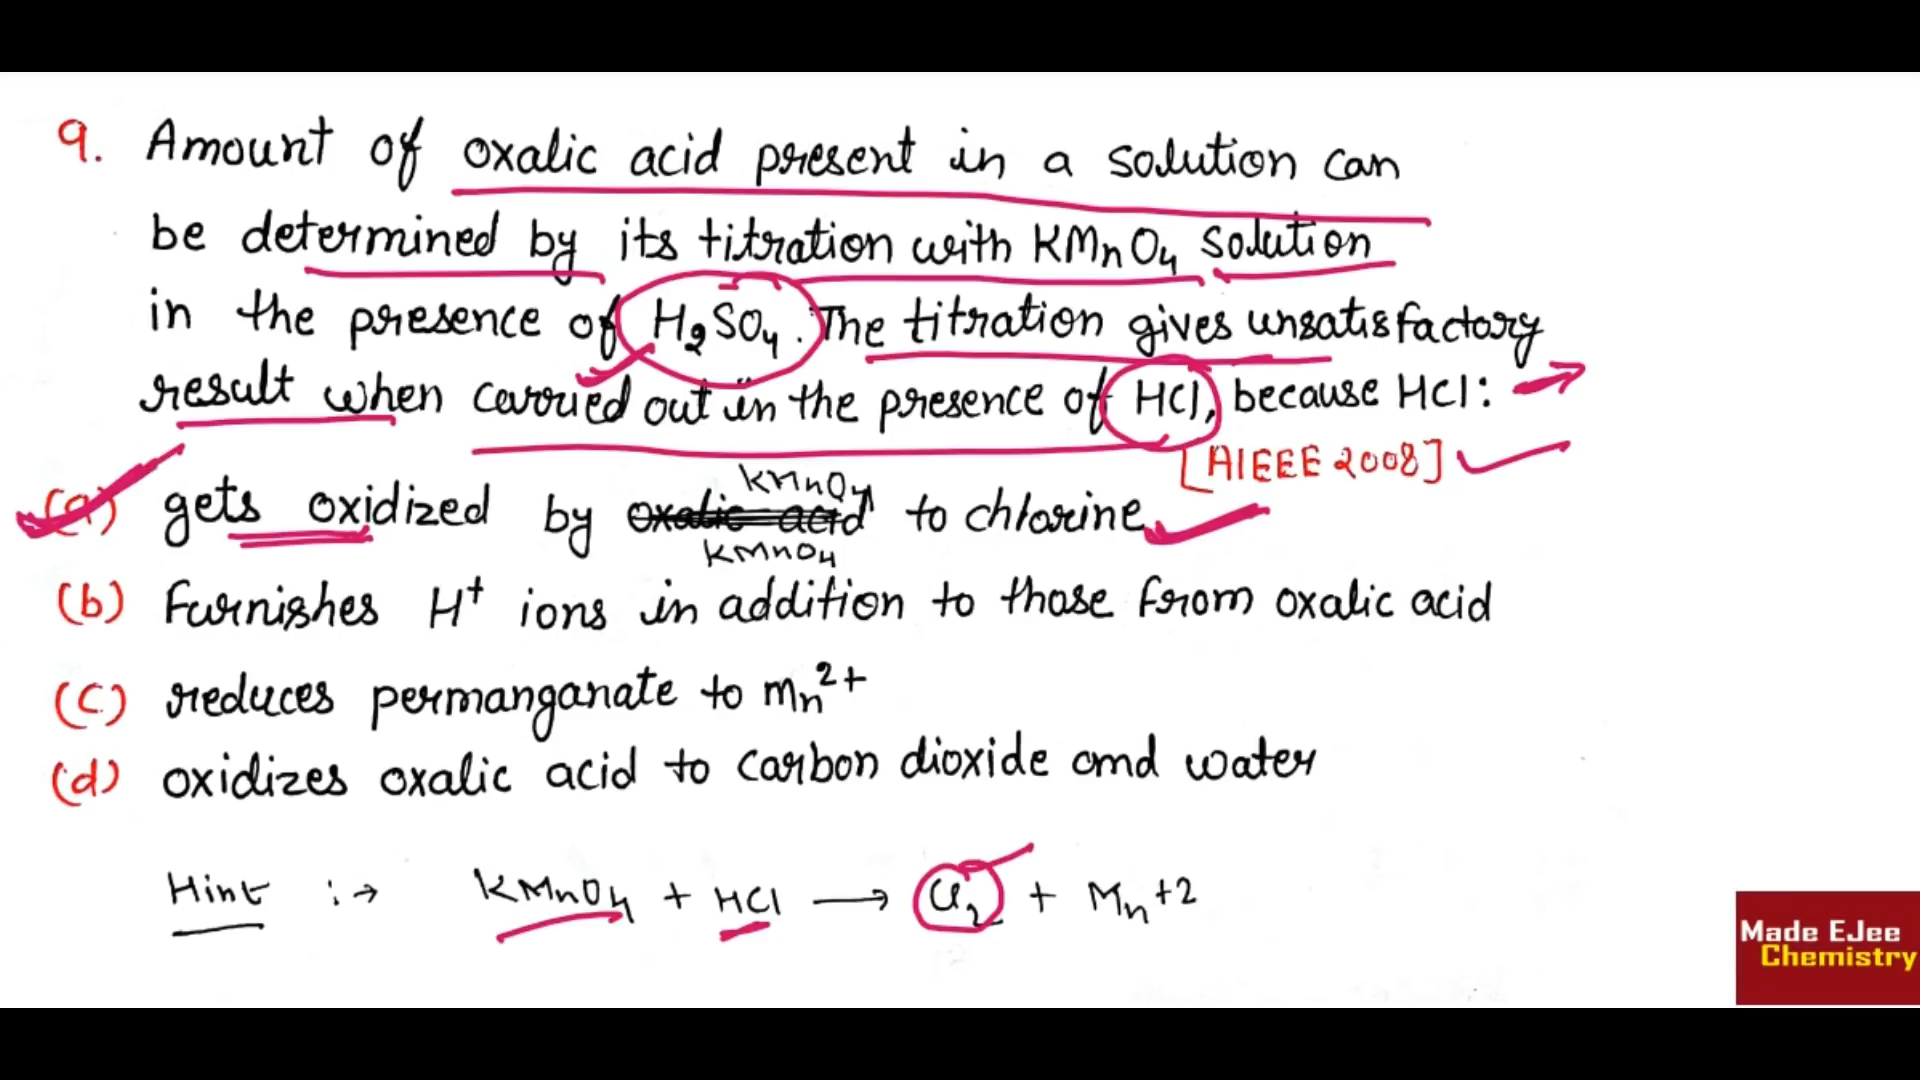 9. Amount of oxalic acid present in a solution can
be determined by its titration with KMnO4 solution
in the presence of H2SO4. The titration gives unsatisfactory
result when carried out in the presence of HCl, because HCl:
[AIEEE 2008]
KMnO4
(a) gets oxidized by oxalic acid to chlorine
KMnO4
(b) Furnishes H+ ions in addition to those from oxalic acid
(c) reduces permanganate to Mn2+
(d) oxidizes oxalic acid to carbon dioxide and water
Hint :→ KMnO4 + HCl → Cl2 + Mn+2
Made EJee
Chemistry